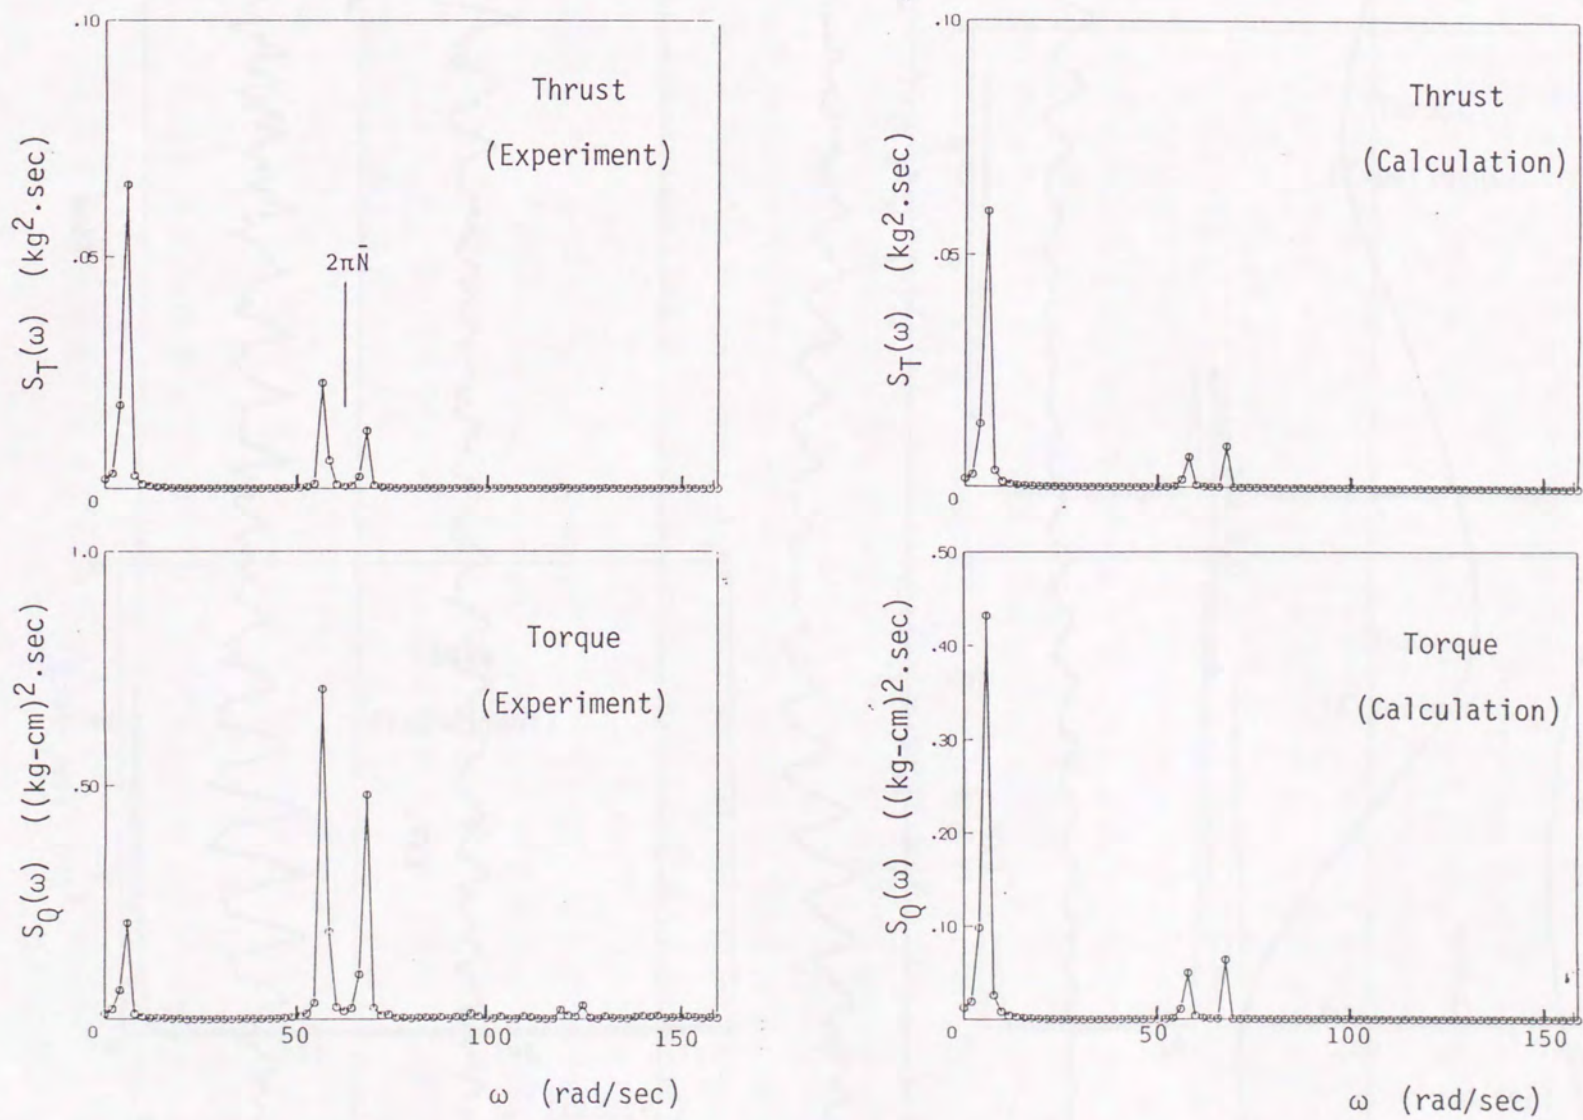 .10
Thrust
(Experiment)
2πN̄
.05
0
S_T(ω) (kg².sec)
.10
Thrust
(Calculation)
.05
0
S_T(ω) (kg².sec)
1.0
Torque
(Experiment)
.50
0
50
100
150
S_Q(ω) ((kg-cm)².sec)
ω (rad/sec)
.50
.40
Torque
(Calculation)
.30
.20
.10
0
50
100
150
S_Q(ω) ((kg-cm)².sec)
ω (rad/sec)